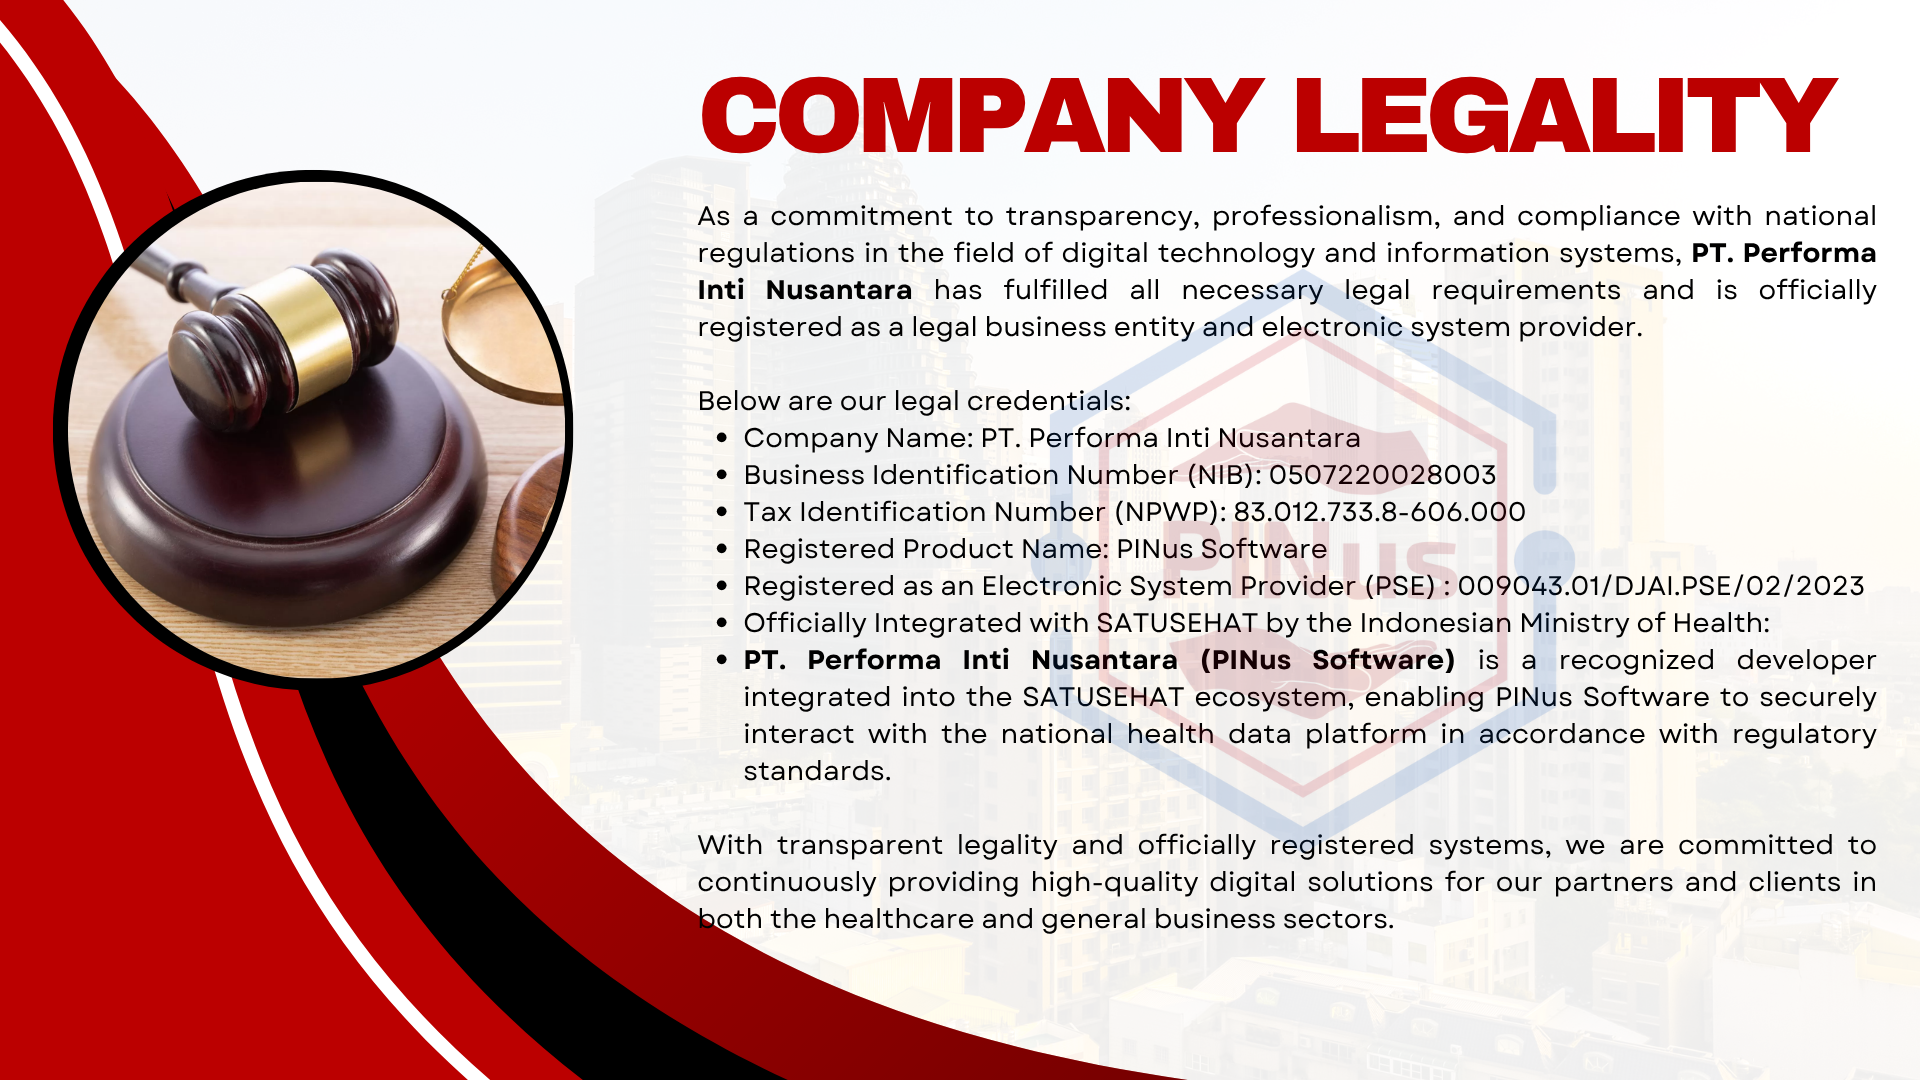 COMPANY LEGALITY
As a commitment to transparency, professionalism, and compliance with national
regulations in the field of digital technology and information systems, PT. Performa
Inti Nusantara has fulfilled all necessary legal requirements and is officially
registered as a legal business entity and electronic system provider.
Below are our legal credentials:
• Company Name: PT. Performa Inti Nusantara
• Business Identification Number (NIB): 0507220028003
• Tax Identification Number (NPWP): 83.012.733.8-606.000
• Registered Product Name: PINus Software
• Registered as an Electronic System Provider (PSE) : 009043.01/DJAI.PSE/02/2023
• Officially Integrated with SATUSEHAT by the Indonesian Ministry of Health:
• PT. Performa Inti Nusantara (PINus Software) is a recognized developer
integrated into the SATUSEHAT ecosystem, enabling PINus Software to securely
interact with the national health data platform in accordance with regulatory
standards.
With transparent legality and officially registered systems, we are committed to
continuously providing high-quality digital solutions for our partners and clients in
both the healthcare and general business sectors.
PINus